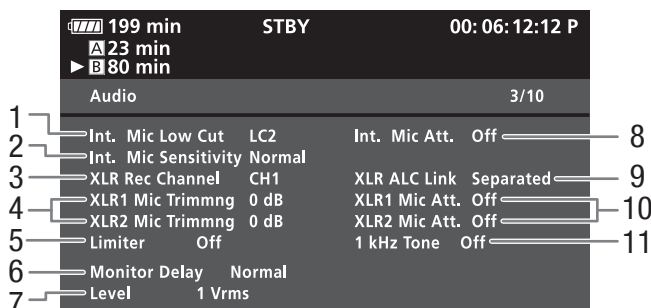 199 min STBY 00: 06: 12:12 P
A 23 min
B 80 min
Audio 3/10
1 Int. Mic Low Cut LC2 Int. Mic Att. Off 8
2 Int. Mic Sensitivity Normal
3 XLR Rec Channel CH1 XLR ALC Link Separated 9
4 XLR1 Mic Trimmng 0 dB XLR1 Mic Att. Off 10
XLR2 Mic Trimmng 0 dB XLR2 Mic Att. Off
5 Limiter Off 1 kHz Tone Off 11
6 Monitor Delay Normal
7 Level 1 Vrms